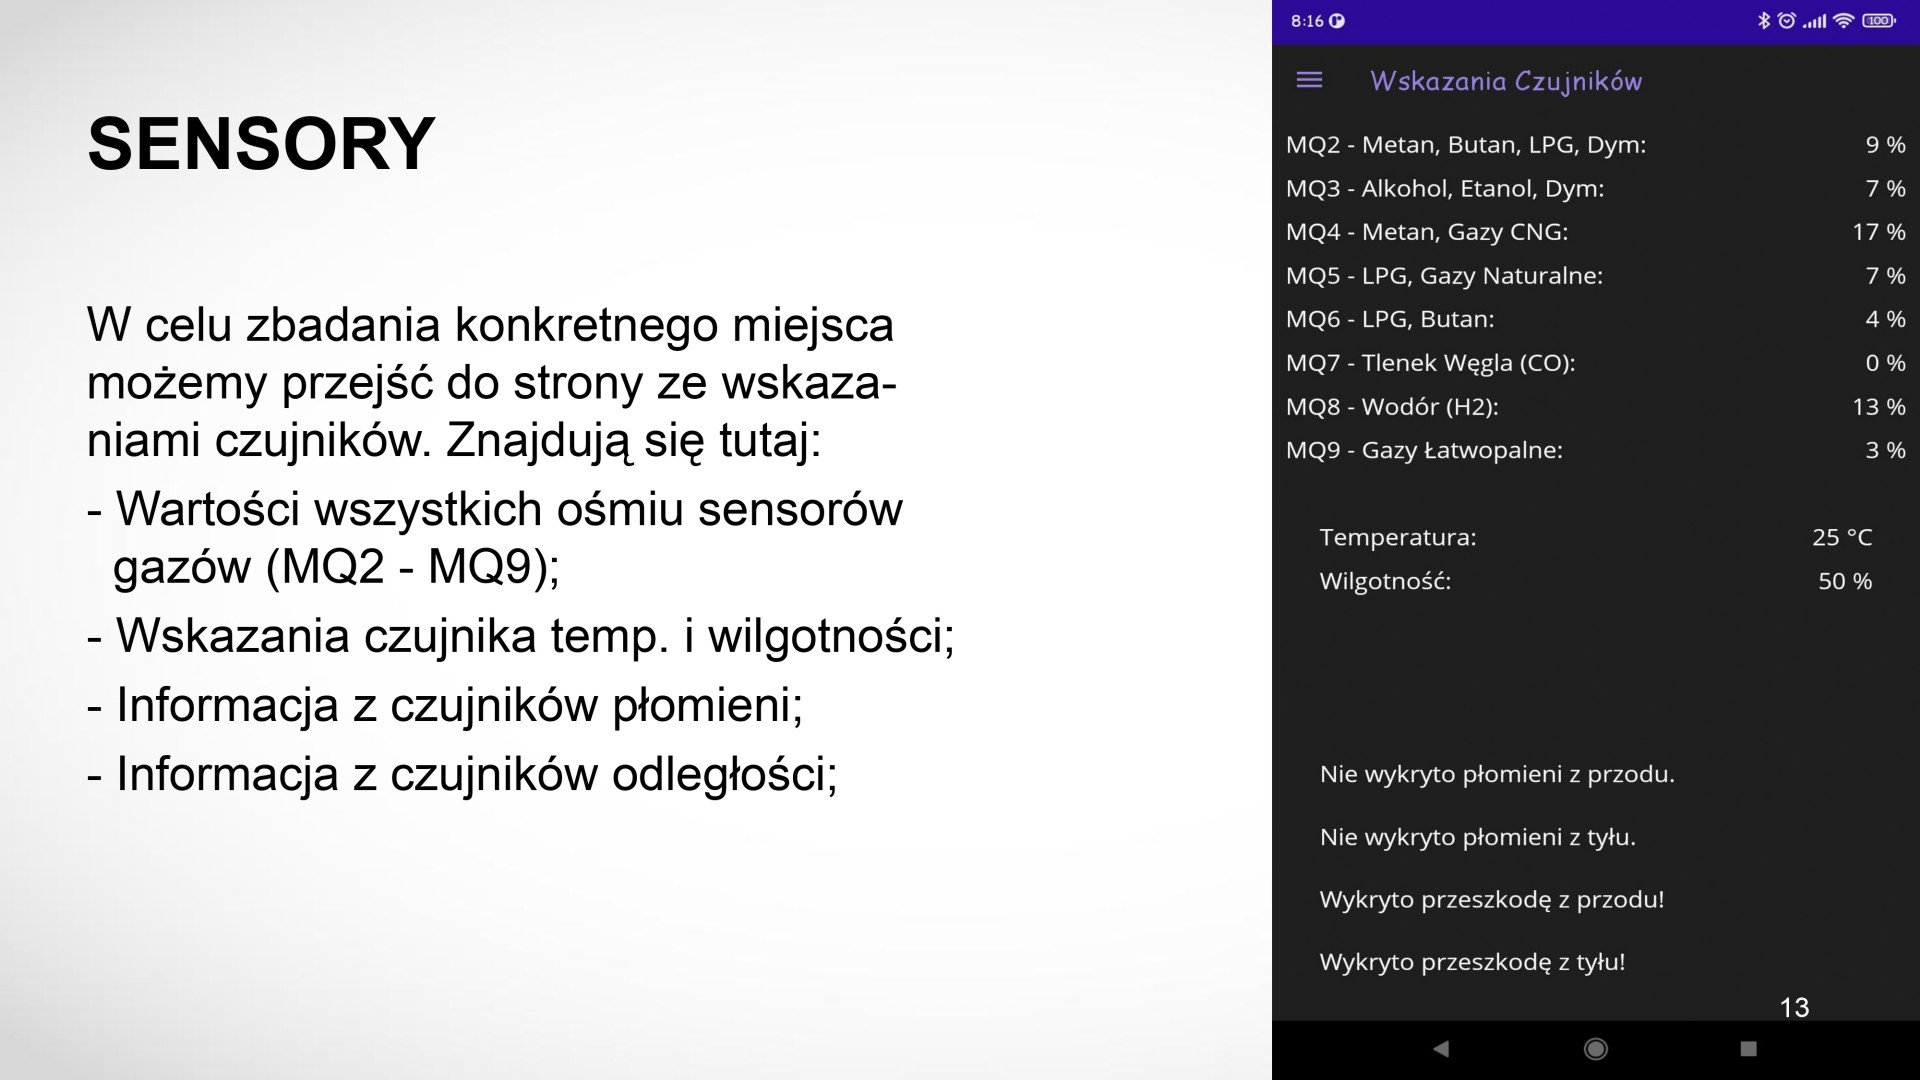 SENSORY
W celu zbadania konkretnego miejsca
możemy przejść do strony ze wskaza-
niami czujników. Znajdują się tutaj:
- Wartości wszystkich ośmiu sensorów
gazów (MQ2 - MQ9);
- Wskazania czujnika temp. i wilgotności;
- Informacja z czujników płomieni;
- Informacja z czujników odległości;
8:16
100
Wskazania Czujników
MQ2 - Metan, Butan, LPG, Dym: 9 %
MQ3 - Alkohol, Etanol, Dym: 7 %
MQ4 - Metan, Gazy CNG: 17 %
MQ5 - LPG, Gazy Naturalne: 7 %
MQ6 - LPG, Butan: 4 %
MQ7 - Tlenek Węgla (CO): 0 %
MQ8 - Wodór (H2): 13 %
MQ9 - Gazy Łatwopalne: 3 %
Temperatura: 25 °C
Wilgotność: 50 %
Nie wykryto płomieni z przodu.
Nie wykryto płomieni z tyłu.
Wykryto przeszkodę z przodu!
Wykryto przeszkodę z tyłu!
13